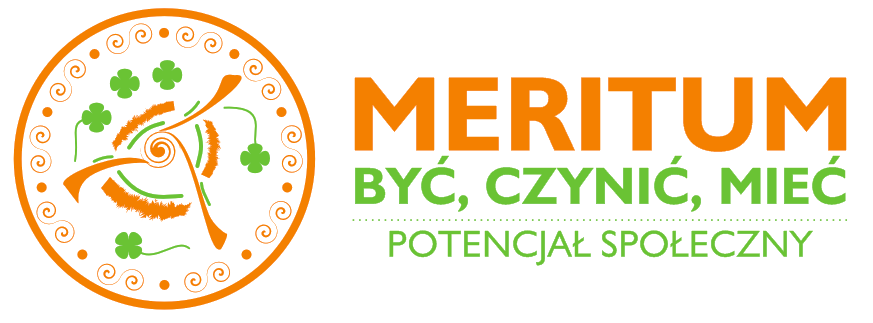 MERITUM
BYĆ, CZYNIĆ, MIEĆ
POTENCJAŁ SPOŁECZNY